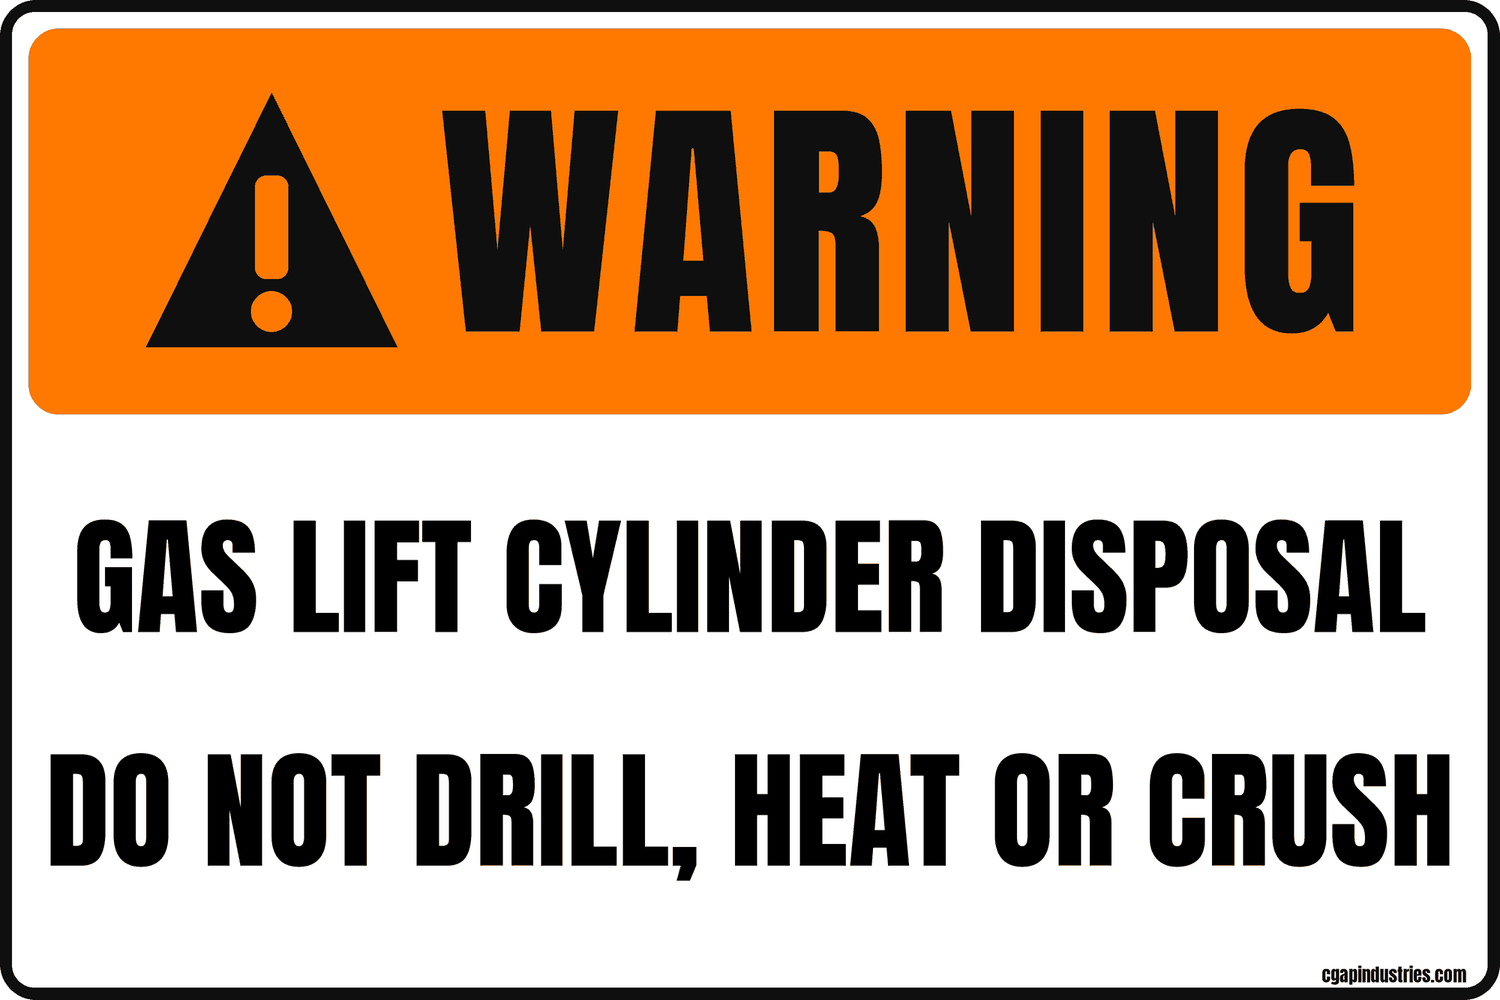 WARNING
GAS LIFT CYLINDER DISPOSAL
DO NOT DRILL, HEAT OR CRUSH
cgapindustries.com